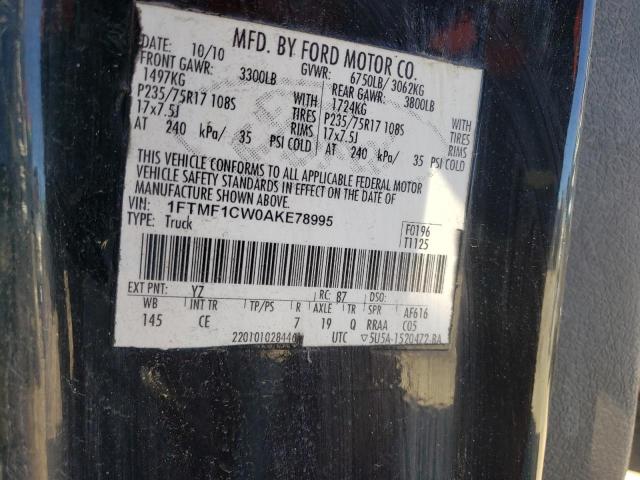 MFD. BY FORD MOTOR CO.
DATE: 10/10 GVWR: 6750LB/ 3062KG
FRONT GAWR: 3300LB REAR GAWR: 3800LB
1497KG WITH 1724KG WITH
P235/75R17 108S TIRES P235/75R17 108S TIRES
17x7.5J RIMS 17x7.5J RIMS
AT 240 kPa/ 35 PSI COLD AT 240 kPa/ 35 PSI COLD
THIS VEHICLE CONFORMS TO ALL APPLICABLE FEDERAL MOTOR
VEHICLE SAFETY STANDARDS IN EFFECT ON THE DATE OF
MANUFACTURE SHOWN ABOVE.
VIN: 1FTMF1CW0AKE78995 F0196
TYPE: Truck T1125
EXT PNT: Y7 RC: 87 DSO:
WB INT TR TP/PS R AXLE TR SPR AF616
145 CE 7 19 Q RRAA C05
220101028440 UTC ▽5U5A-1520472-BA